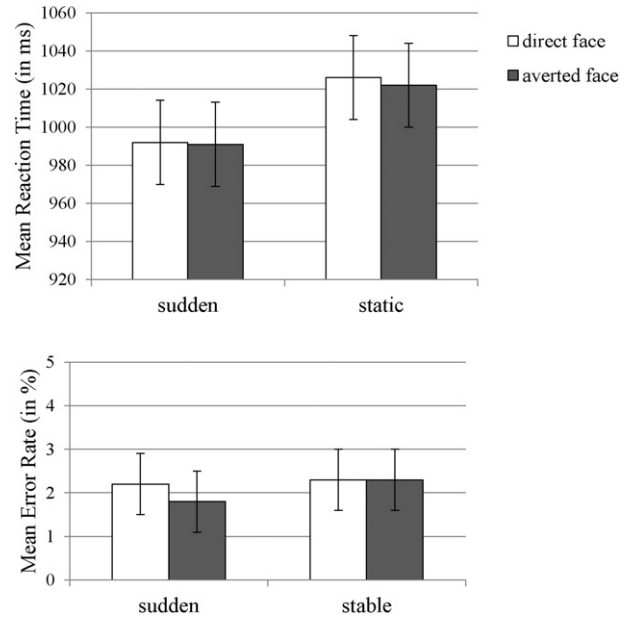 1060
1040
1020
1000
980
960
940
920
Mean Reaction Time (in ms)
sudden
static
direct face
averted face
5
4
3
2
1
0
Mean Error Rate (in %)
sudden
stable